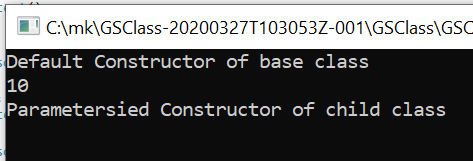 C:\mk\GSClass-20200327T103053Z-001\GSClass\GSC
Default Constructor of base class
10
Parametersied Constructor of child class